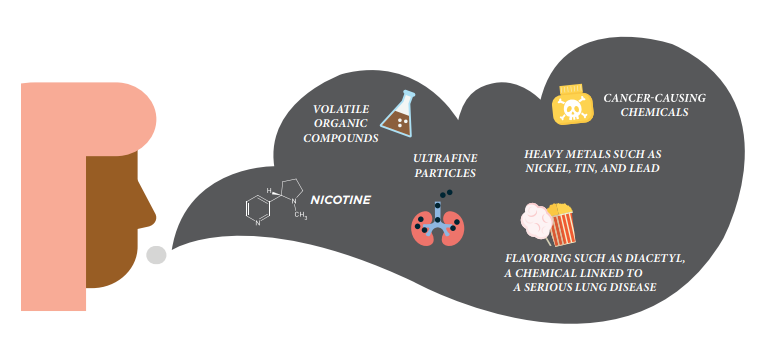 VOLATILE
ORGANIC
COMPOUNDS
CANCER-CAUSING
CHEMICALS
ULTRAFINE
PARTICLES
HEAVY METALS SUCH AS
NICKEL, TIN, AND LEAD
H
N
N
CH₃
NICOTINE
FLAVORING SUCH AS DIACETYL,
A CHEMICAL LINKED TO
A SERIOUS LUNG DISEASE